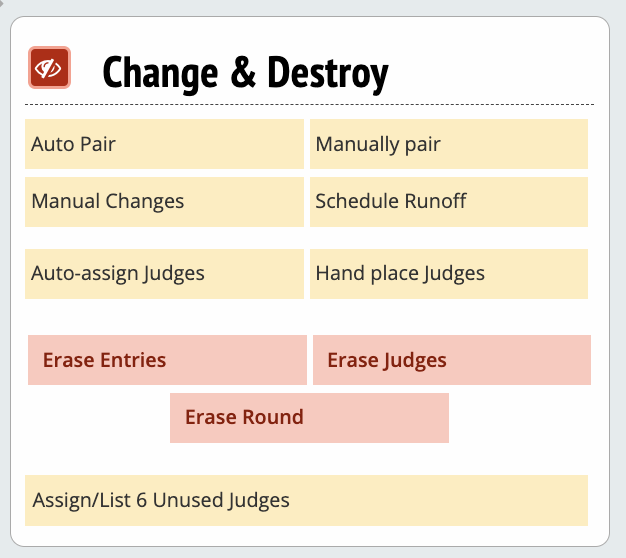 Change & Destroy
Auto Pair
Manually pair
Manual Changes
Schedule Runoff
Auto-assign Judges
Hand place Judges
Erase Entries
Erase Judges
Erase Round
Assign/List 6 Unused Judges